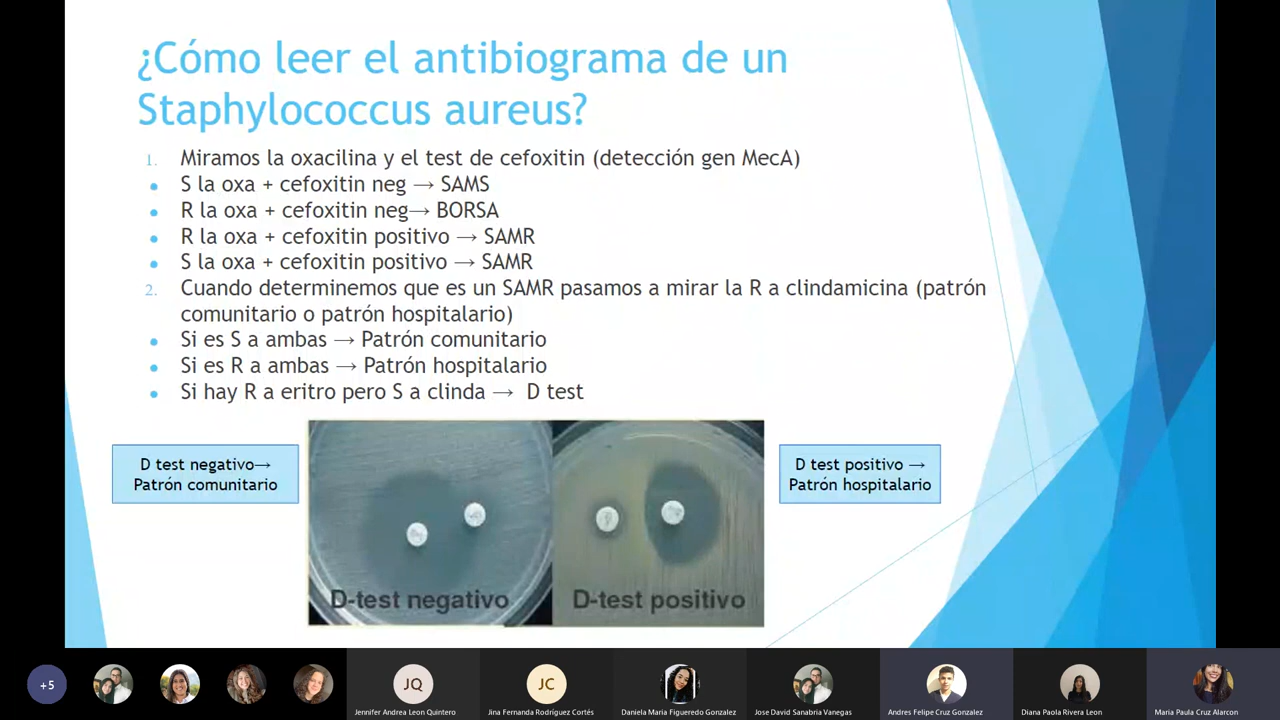 ¿Cómo leer el antibiograma de un
Staphylococcus aureus?
1. Miramos la oxacilina y el test de cefoxitin (detección gen MecA)
• S la oxa + cefoxitin neg → SAMS
• R la oxa + cefoxitin neg→ BORSA
• R la oxa + cefoxitin positivo → SAMR
• S la oxa + cefoxitin positivo → SAMR
2. Cuando determinemos que es un SAMR pasamos a mirar la R a clindamicina (patrón
comunitario o patrón hospitalario)
• Si es S a ambas → Patrón comunitario
• Si es R a ambas → Patrón hospitalario
• Si hay R a eritro pero S a clinda → D test
D test negativo→
Patrón comunitario
D-test negativo
D-test positivo
D test positivo →
Patrón hospitalario
+5
JQ
Jennifer Andrea Leon Quintero
JC
Jina Fernanda Rodríguez Cortés
Daniela Maria Figueredo Gonzalez
Jose David Sanabria Vanegas
Andres Felipe Cruz Gonzalez
Diana Paola Rivera Leon
Maria Paula Cruz Alarcon